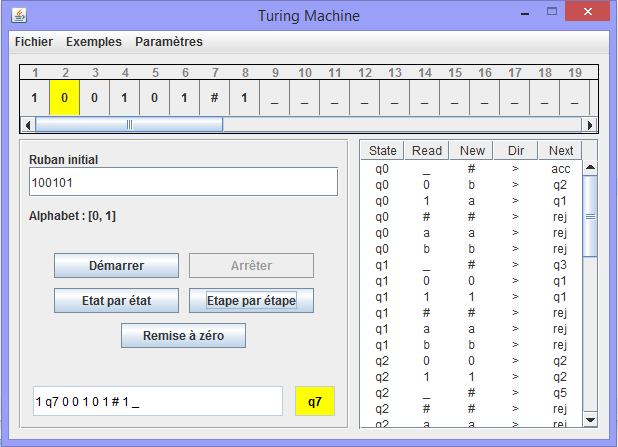 Turing Machine
Fichier Exemples Paramètres
1 2 3 4 5 6 7 8 9 10 11 12 13 14 15 16 17 18 19
1 0 0 1 0 1 # 1 _ _ _ _ _ _ _ _ _ _ _
Ruban initial
100101
Alphabet : [0, 1]
Démarrer Arrêter
Etat par état Etape par étape
Remise à zéro
1 q7 0 0 1 0 1 # 1 _ q7
State Read New Dir Next
q0 _ # > acc
q0 0 b > q2
q0 1 a > q1
q0 # # > rej
q0 a a > rej
q0 b b > rej
q1 _ # > q3
q1 0 0 > q1
q1 1 1 > q1
q1 # # > rej
q1 a a > rej
q1 b b > rej
q2 0 0 > q2
q2 1 1 > q2
q2 _ # > q5
q2 # # > rej
q2 a a > rej